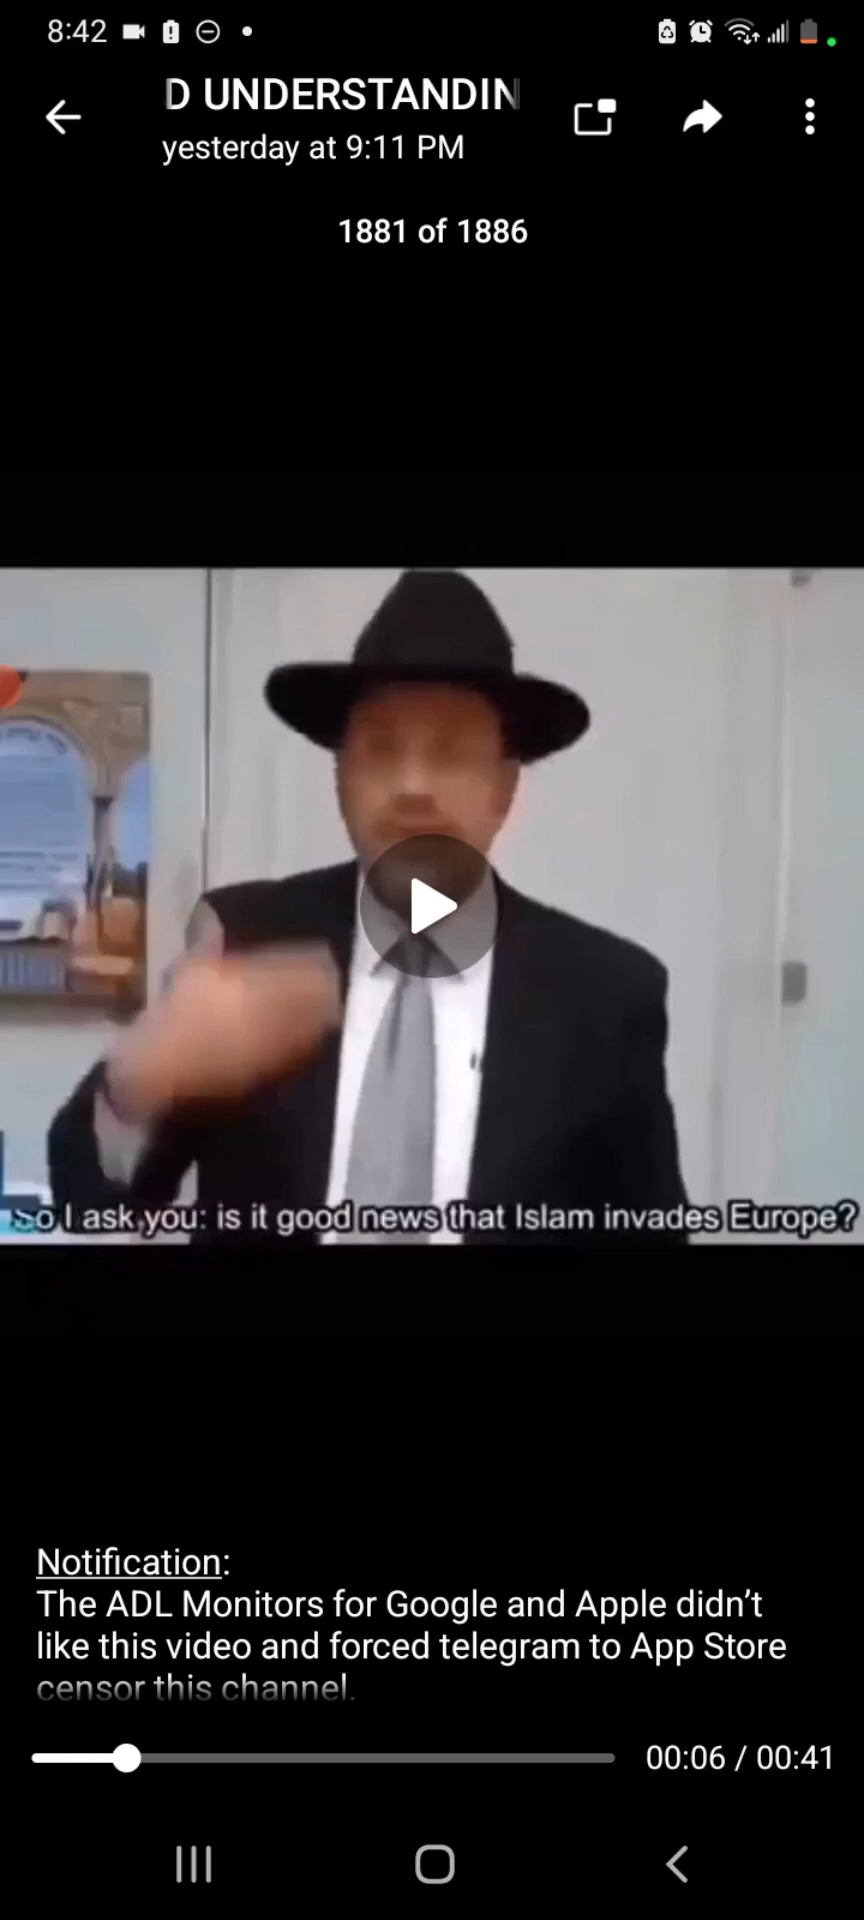 8:42
D UNDERSTANDIN
yesterday at 9:11 PM
1881 of 1886
So I ask you: is it good news that Islam invades Europe?
Notification:
The ADL Monitors for Google and Apple didn't
like this video and forced telegram to App Store
censor this channel.
00:06 / 00:41